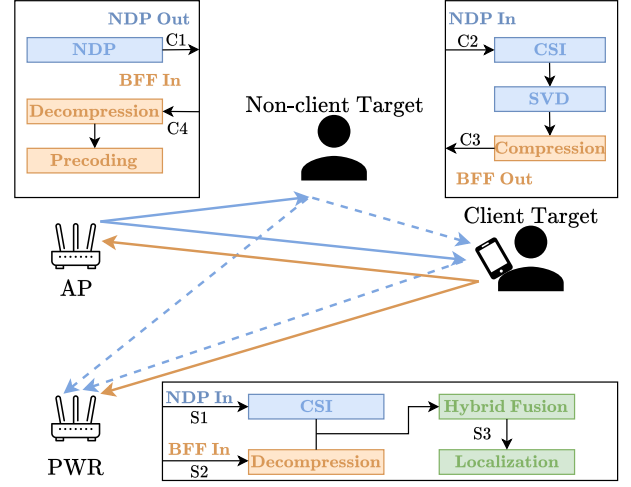 NDP Out
NDP
C1
BFF In
Decompression
C4
Precoding
NDP In
C2
CSI
SVD
C3
Compression
BFF Out
Non-client Target
Client Target
AP
PWR
NDP In
S1
CSI
BFF In
S2
Decompression
Hybrid Fusion
S3
Localization